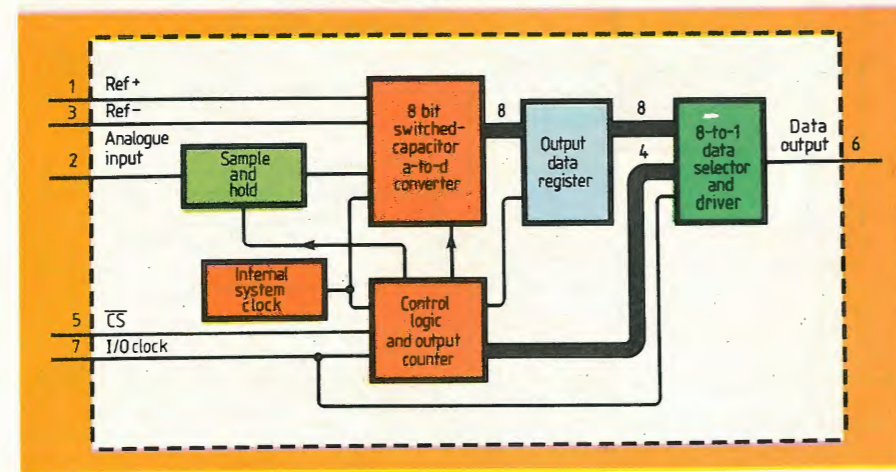 1 Ref+
3 Ref−
2 Analogue
input
Sample
and
hold
8 bit
switched-
capacitor
a-to-d
converter
8
Output
data
register
8
4
8-to-1
data
selector
and
driver
Data
output 6
Internal
system
clock
Control
logic
and output
counter
5 C̅S̅
7 I/O clock